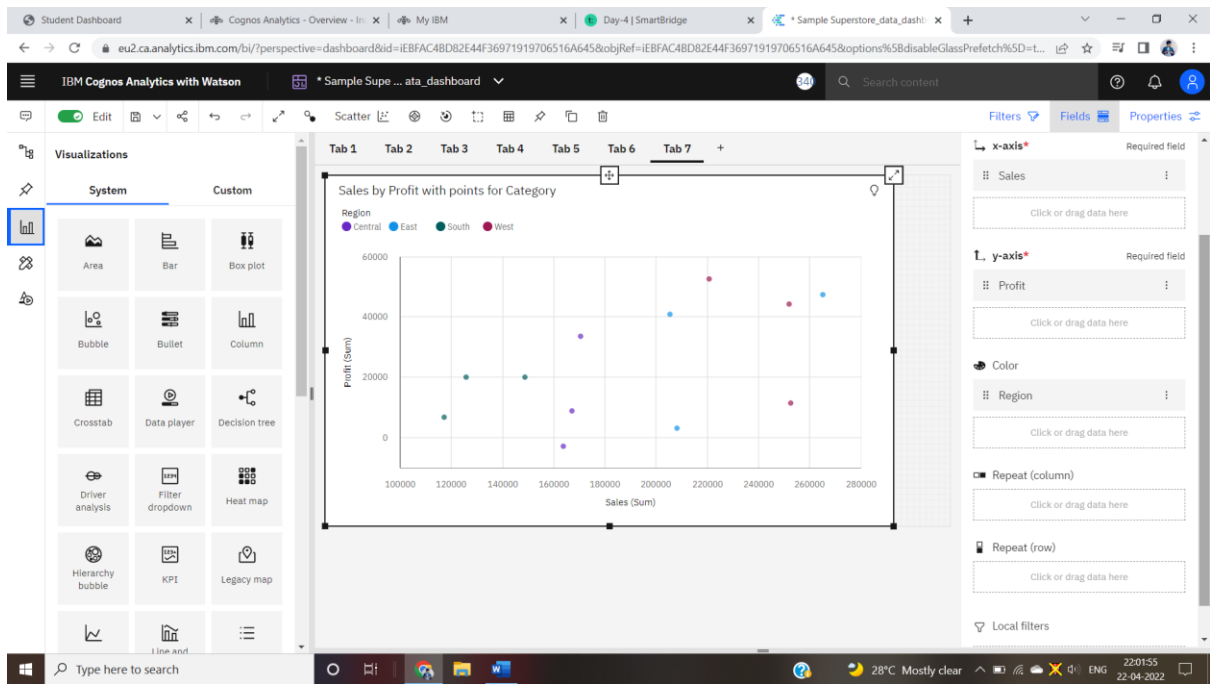 Student Dashboard
Cognos Analytics - Overview - In
My IBM
Day-4 | SmartBridge
* Sample Superstore_data_dashb
eu2.ca.analytics.ibm.com/bi/?perspective=dashboard&id=iEBFAC4BD82E44F36971919706516A645&objRef=iEBFAC4BD82E44F36971919706516A645&options%5BdisableGlassPrefetch%5D=t...
IBM Cognos Analytics with Watson
* Sample Supe ... ata_dashboard
Search content
Edit
Scatter
Filters
Fields
Properties
Visualizations
System
Custom
Area
Bar
Box plot
Bubble
Bullet
Column
Crosstab
Data player
Decision tree
Driver analysis
Filter dropdown
Heat map
Hierarchy bubble
KPI
Legacy map
Line and
Tab 1
Tab 2
Tab 3
Tab 4
Tab 5
Tab 6
Tab 7
Sales by Profit with points for Category
Region
Central
East
South
West
60000
40000
20000
0
Profit (Sum)
100000
120000
140000
160000
180000
200000
220000
240000
260000
280000
Sales (Sum)
x-axis*
Required field
Sales
Click or drag data here
y-axis*
Required field
Profit
Click or drag data here
Color
Region
Click or drag data here
Repeat (column)
Click or drag data here
Repeat (row)
Click or drag data here
Local filters
Type here to search
28°C Mostly clear
ENG
22:01:55
22-04-2022